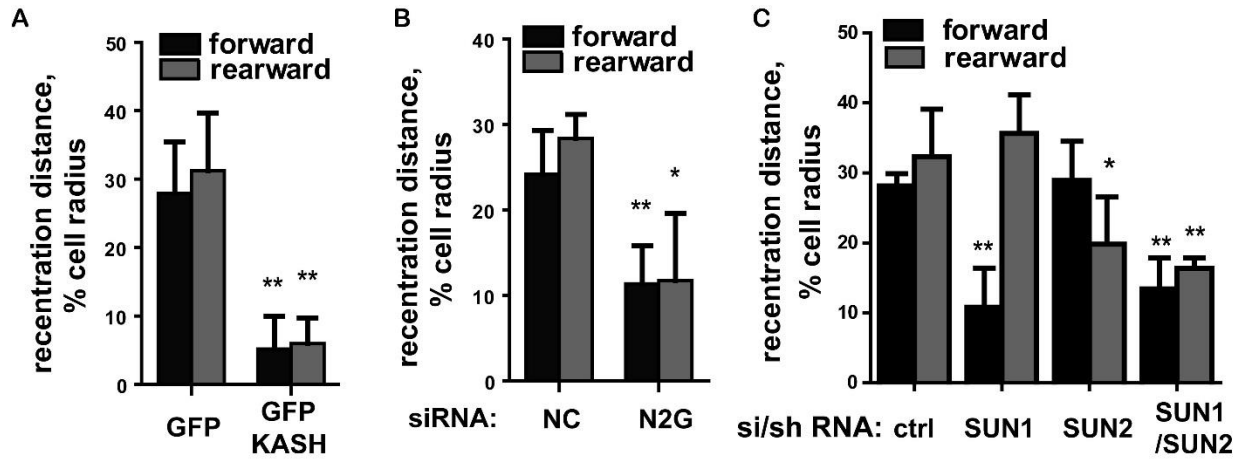 A
recentration distance,
% cell radius
50
40
30
20
10
0
forward
rearward
**
**
GFP
GFP
KASH
B
recentration distance,
% cell radius
40
30
20
10
0
forward
rearward
**
*
siRNA: NC N2G
C
recentration distance,
% cell radius
50
40
30
20
10
0
forward
rearward
**
*
**
**
si/sh RNA: ctrl SUN1 SUN2 SUN1
/SUN2